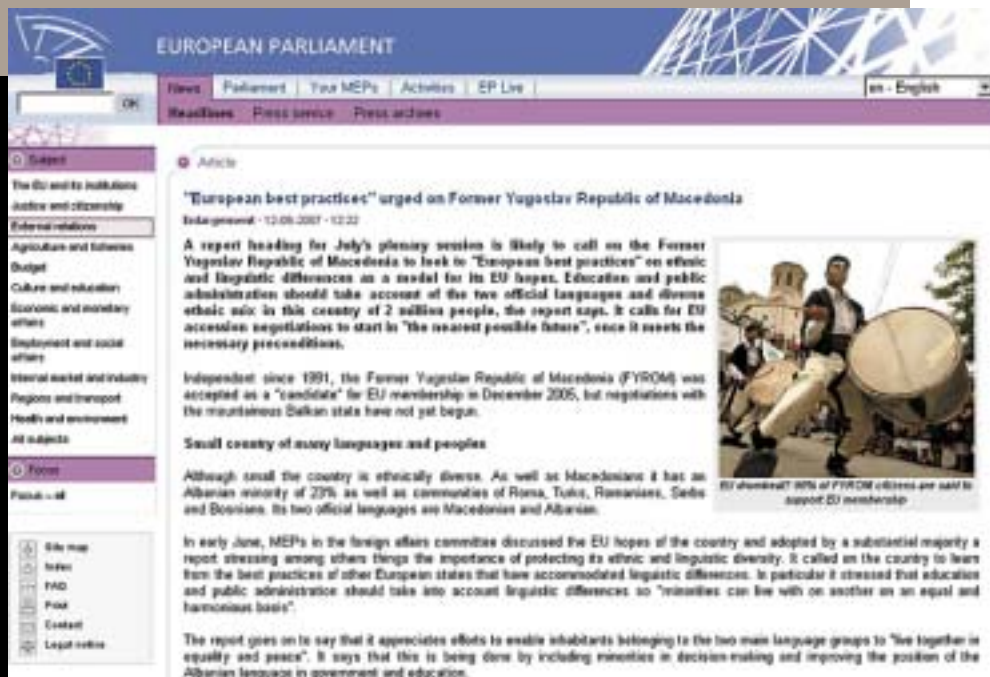 EUROPEAN PARLIAMENT
OK
News | Parliament | Your MEPs | Activities | EP Live |
en - English
Headlines Press service Press archives
Subject
The EU and its institutions
Justice and citizenship
External relations
Agriculture and fisheries
Budget
Culture and education
Economic and monetary
affairs
Employment and social
affairs
Internal market and industry
Regions and transport
Health and environment
All subjects
Focus
Focus - all
Site map
Index
FAQ
Print
Contact
Legal notice
Article
"European best practices" urged on Former Yugoslav Republic of Macedonia
Enlargement - 12-06-2007 - 12:22
A report heading for July's plenary session is likely to call on the Former
Yugoslav Republic of Macedonia to look to "European best practices" on ethnic
and linguistic differences as a model for its EU hopes. Education and public
administration should take account of the two official languages and diverse
ethnic mix in this country of 2 million people, the report says. It calls for EU
accession negotiations to start in "the nearest possible future", once it meets the
necessary preconditions.
Independent since 1991, the Former Yugoslav Republic of Macedonia (FYROM) was
accepted as a "candidate" for EU membership in December 2005, but negotiations with
the mountainous Balkan state have not yet begun.
Small country of many languages and peoples
Although small the country is ethnically diverse. As well as Macedonians it has an
Albanian minority of 23% as well as communities of Roma, Turks, Romanians, Serbs
and Bosnians. Its two official languages are Macedonian and Albanian.
EU drumbeat? of FYROM citizens are said to
support EU membership
In early June, MEPs in the foreign affairs committee discussed the EU hopes of the country and adopted by a substantial majority a
report stressing among others things the importance of protecting its ethnic and linguistic diversity. It called on the country to learn
from the best practices of other European states that have accommodated linguistic differences. In particular it stressed that education
and public administration should take into account linguistic differences so "minorities can live with on another on an equal and
harmonious basis".
The report goes on to say that it appreciates efforts to enable inhabitants belonging to the two main language groups to "live together in
equality and peace". It says that this is being done by including minorities in decision-making and improving the position of the
Albanian language in government and education.